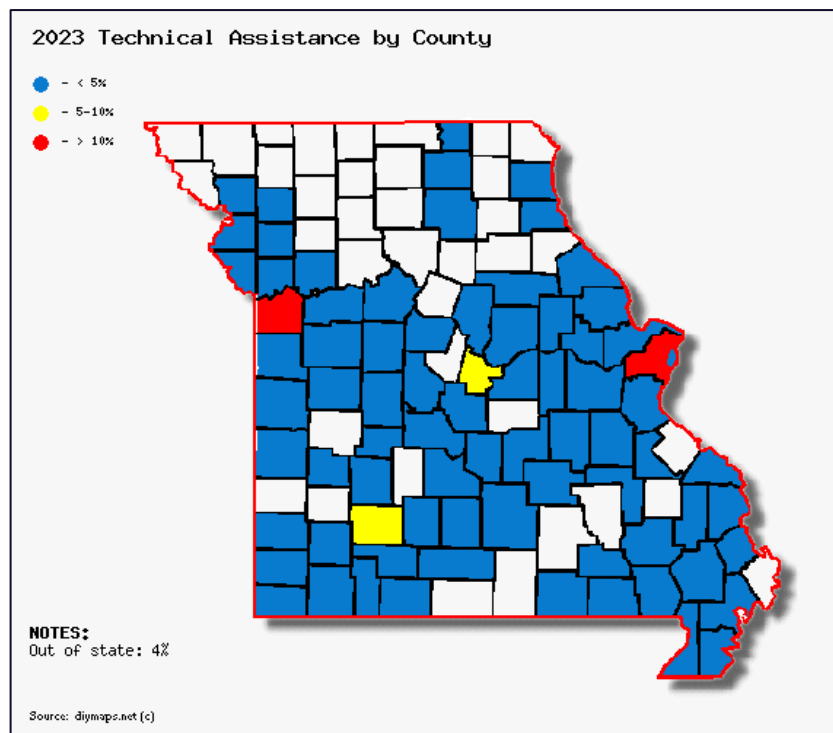 2023 Technical Assistance by County
- < 5%
- 5-10%
- > 10%
NOTES:
Out of state: 4%
Source: diymaps.net (c)